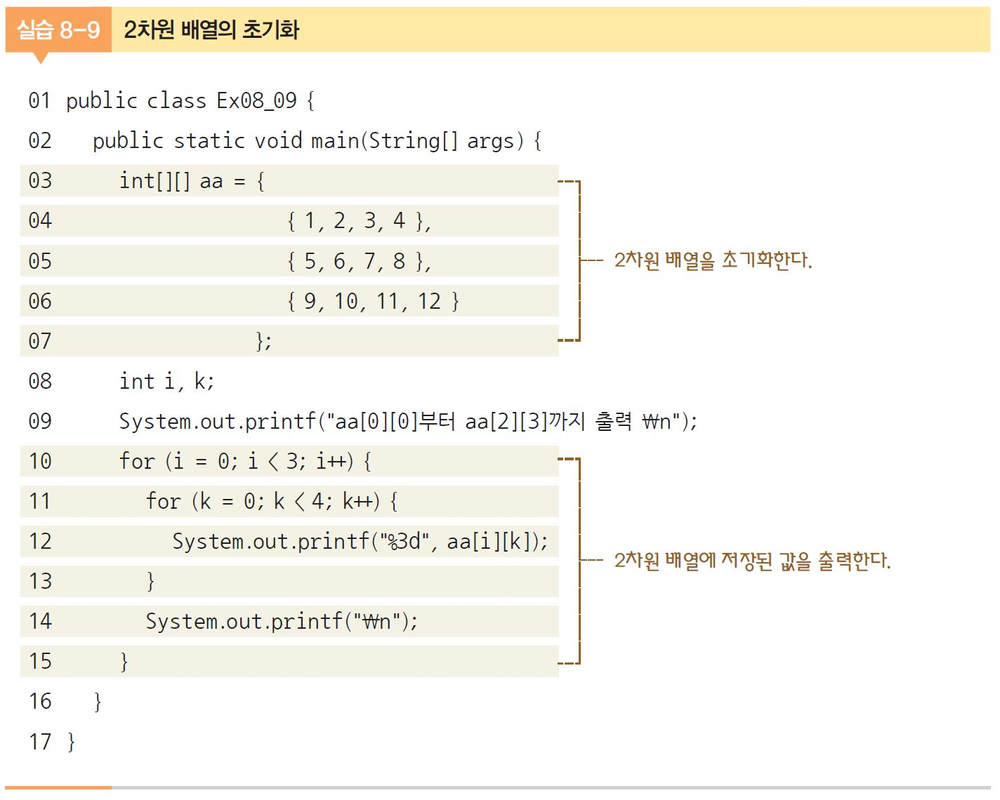 실습 8-9 2차원 배열의 초기화
01 public class Ex08_09 {
02 public static void main(String[] args) {
03 int[][] aa = {
04 { 1, 2, 3, 4 },
05 { 5, 6, 7, 8 },
2차원 배열을 초기화한다.
06 { 9, 10, 11, 12 }
07 };
08 int i, k;
09 System.out.printf("aa[0][0]부터 aa[2][3]까지 출력 ₩n");
10 for (i = 0; i < 3; i++) {
11 for (k = 0; k < 4; k++) {
12 System.out.printf("%3d", aa[i][k]);
2차원 배열에 저장된 값을 출력한다.
13 }
14 System.out.printf("₩n");
15 }
16 }
17 }